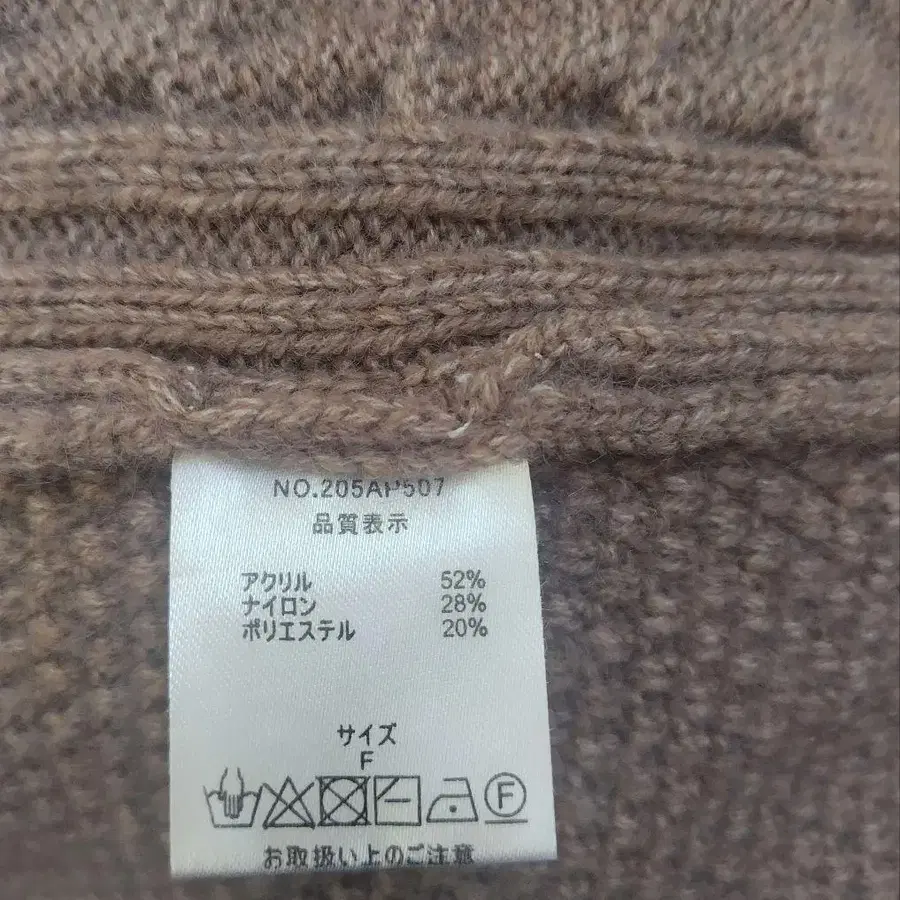 NO.205AP507
品質表示
アクリル 52%
ナイロン 28%
ポリエステル 20%
サイズ
F
F
お取扱い上のご注意